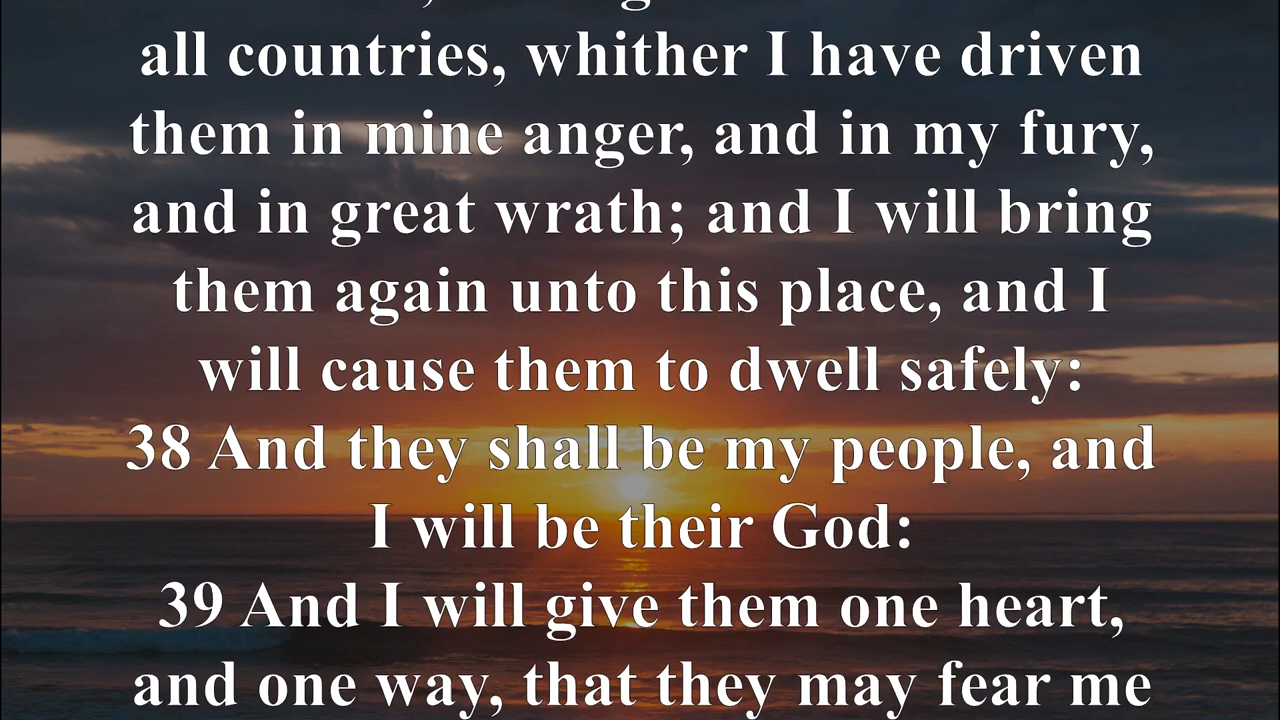 all countries, whither I have driven
them in mine anger, and in my fury,
and in great wrath; and I will bring
them again unto this place, and I
will cause them to dwell safely:
38 And they shall be my people, and
I will be their God:
39 And I will give them one heart,
and one way, that they may fear me